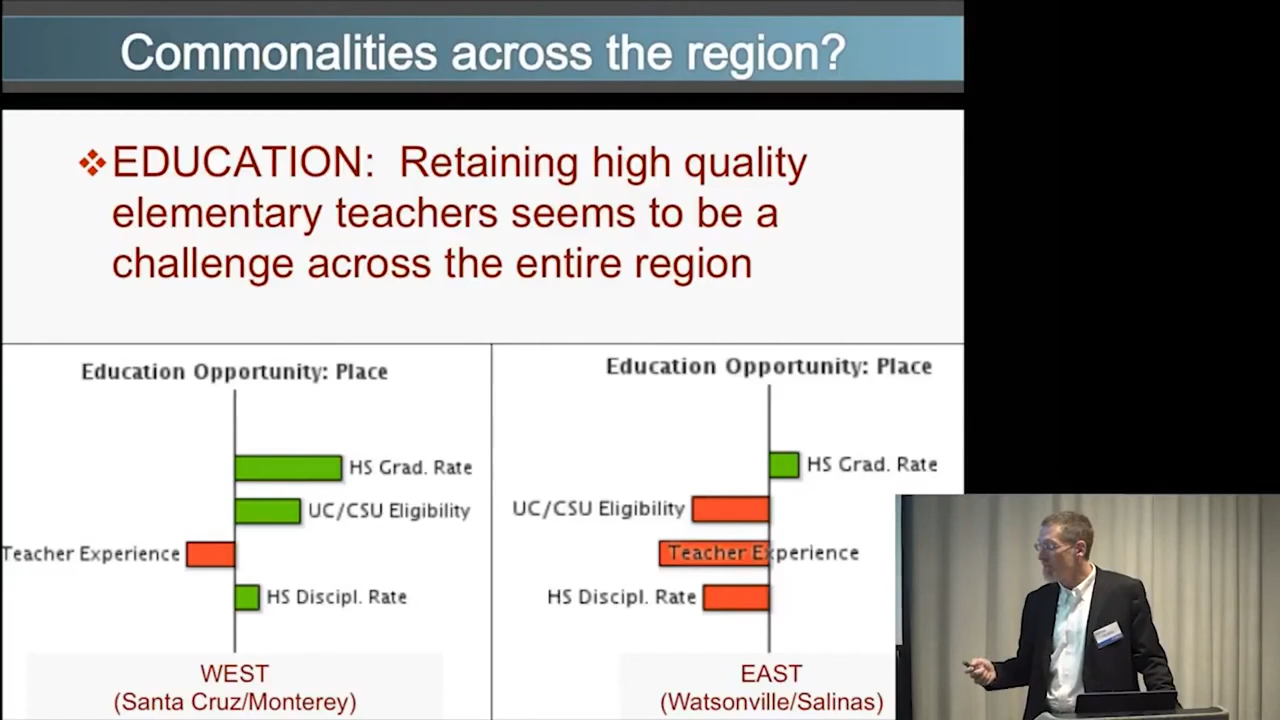 Commonalities across the region?
❖EDUCATION: Retaining high quality
elementary teachers seems to be a
challenge across the entire region
Education Opportunity: Place
HS Grad. Rate
UC/CSU Eligibility
Teacher Experience
HS Discipl. Rate
WEST
(Santa Cruz/Monterey)
Education Opportunity: Place
HS Grad. Rate
UC/CSU Eligibility
Teacher Experience
HS Discipl. Rate
EAST
(Watsonville/Salinas)